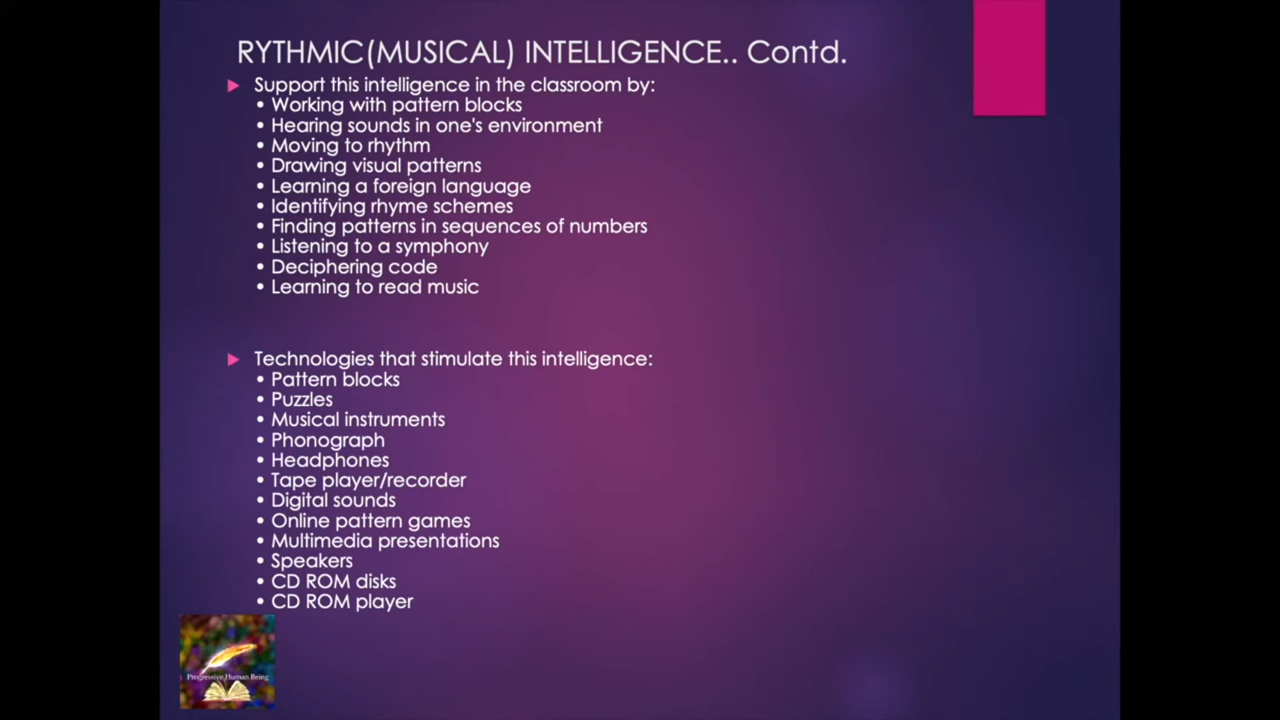 RYTHMIC(MUSICAL) INTELLIGENCE.. Contd.
Support this intelligence in the classroom by:
• Working with pattern blocks
• Hearing sounds in one's environment
• Moving to rhythm
• Drawing visual patterns
• Learning a foreign language
• Identifying rhyme schemes
• Finding patterns in sequences of numbers
• Listening to a symphony
• Deciphering code
• Learning to read music
Technologies that stimulate this intelligence:
• Pattern blocks
• Puzzles
• Musical instruments
• Phonograph
• Headphones
• Tape player/recorder
• Digital sounds
• Online pattern games
• Multimedia presentations
• Speakers
• CD ROM disks
• CD ROM player
Progressive Human Being